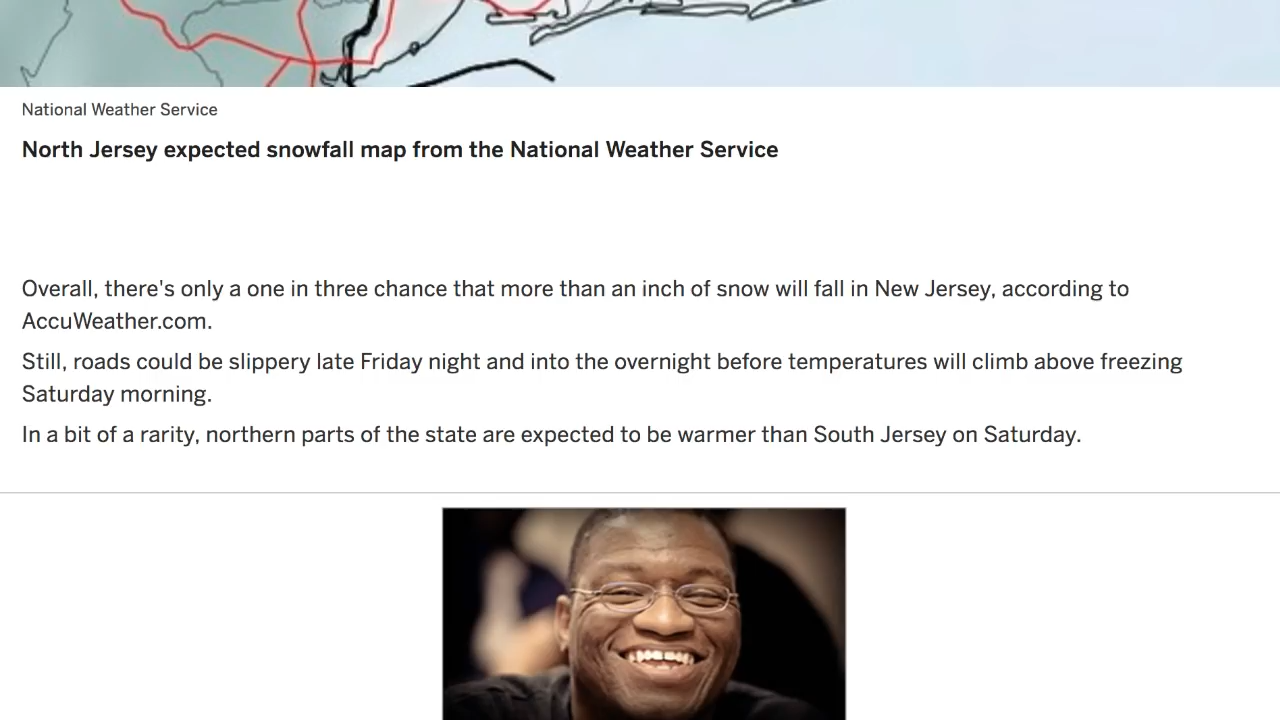 National Weather Service
North Jersey expected snowfall map from the National Weather Service
Overall, there's only a one in three chance that more than an inch of snow will fall in New Jersey, according to
AccuWeather.com.
Still, roads could be slippery late Friday night and into the overnight before temperatures will climb above freezing
Saturday morning.
In a bit of a rarity, northern parts of the state are expected to be warmer than South Jersey on Saturday.